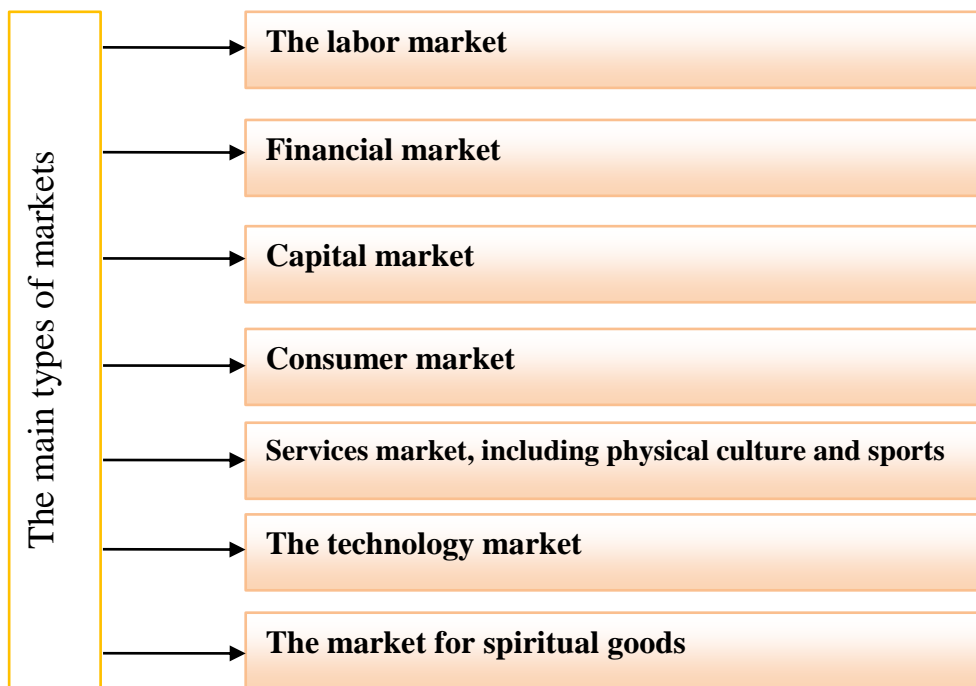 The main types of markets
The labor market
Financial market
Capital market
Consumer market
Services market, including physical culture and sports
The technology market
The market for spiritual goods